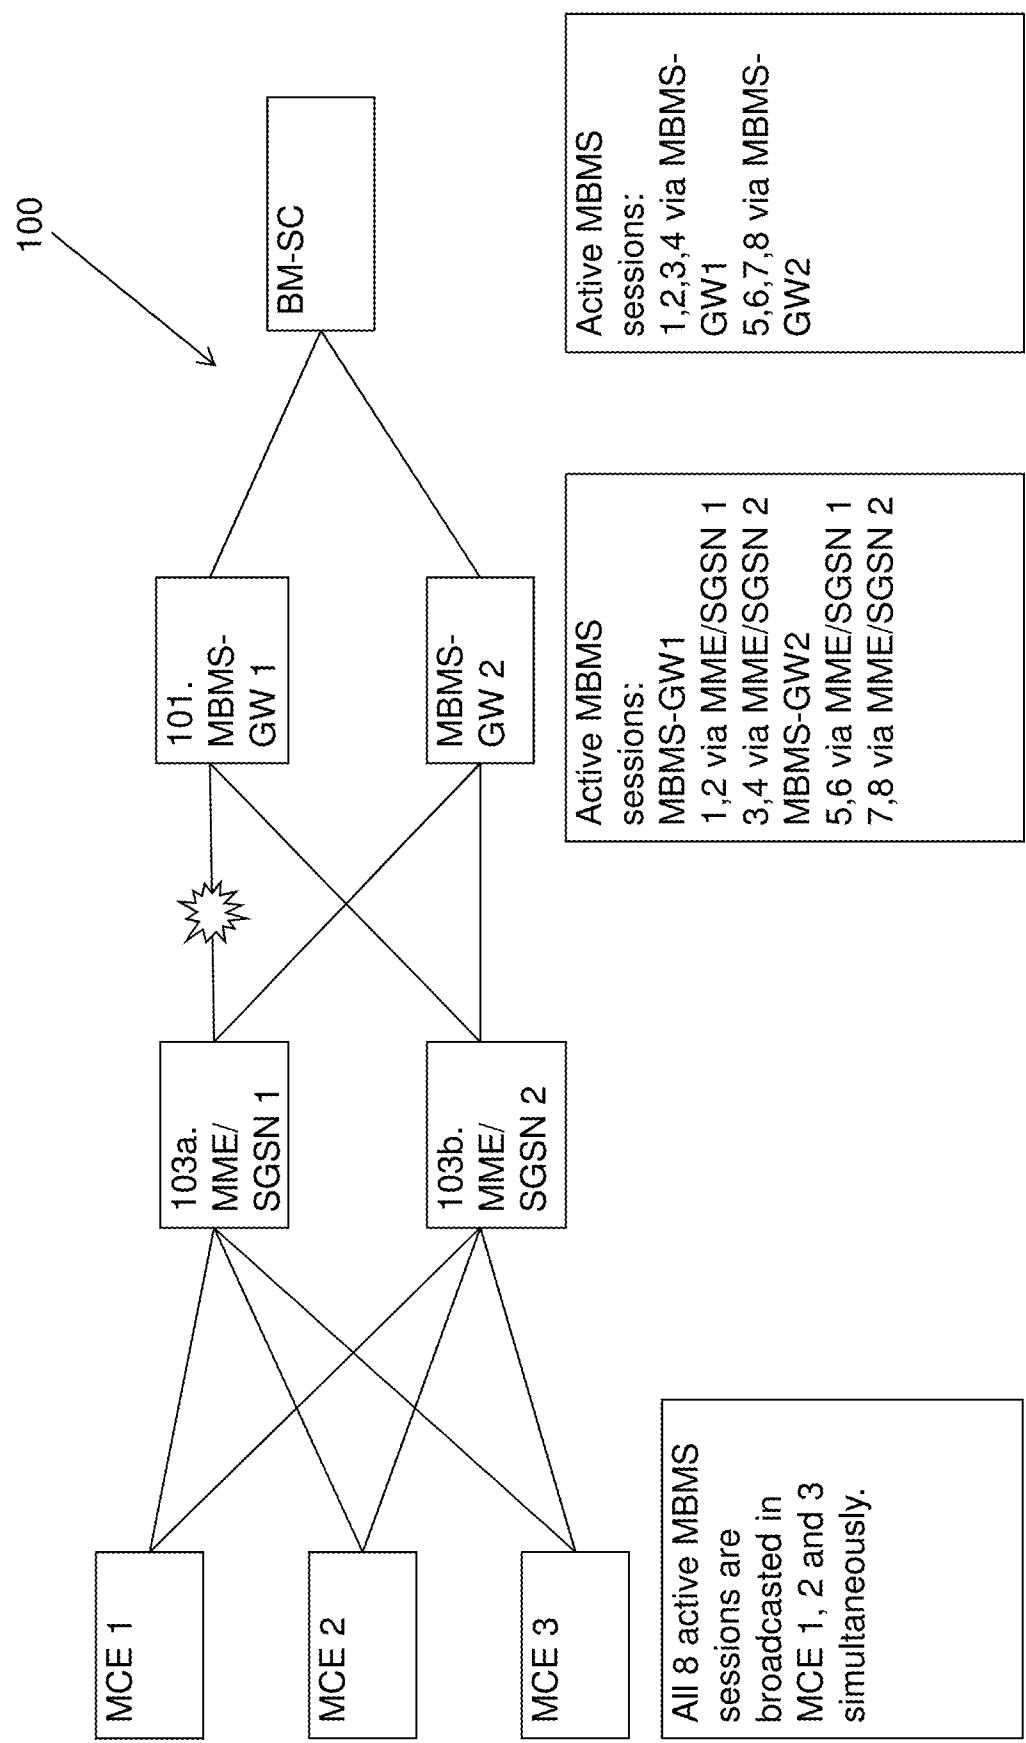 100
MCE 1
MCE 2
MCE 3
103a.
MME/
SGSN 1
103b.
MME/
SGSN 2
101.
MBMS-
GW 1
MBMS-
GW 2
BM-SC
All 8 active MBMS
sessions are
broadcasted in
MCE 1, 2 and 3
simultaneously.
Active MBMS
sessions:
MBMS-GW1
1,2 via MME/SGSN 1
3,4 via MME/SGSN 2
MBMS-GW2
5,6 via MME/SGSN 1
7,8 via MME/SGSN 2
Active MBMS
sessions:
1,2,3,4 via MBMS-
GW1
5,6,7,8 via MBMS-
GW2